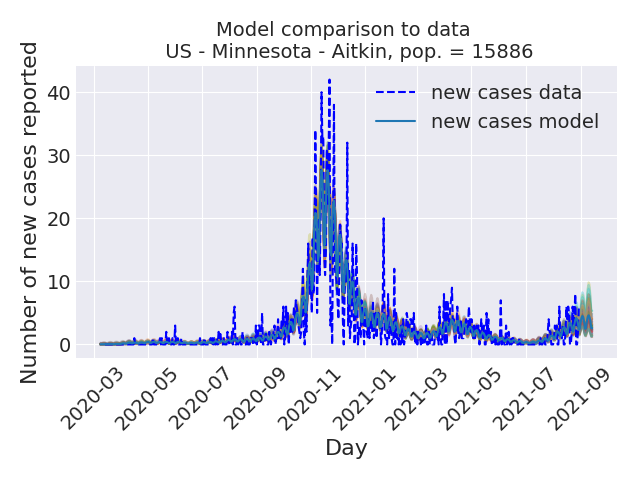 Model comparison to data
US - Minnesota - Aitkin, pop. = 15886
Number of new cases reported
40
30
20
10
0
new cases data
new cases model
2020-03
2020-05
2020-07
2020-09
2020-11
2021-01
2021-03
2021-05
2021-07
2021-09
Day